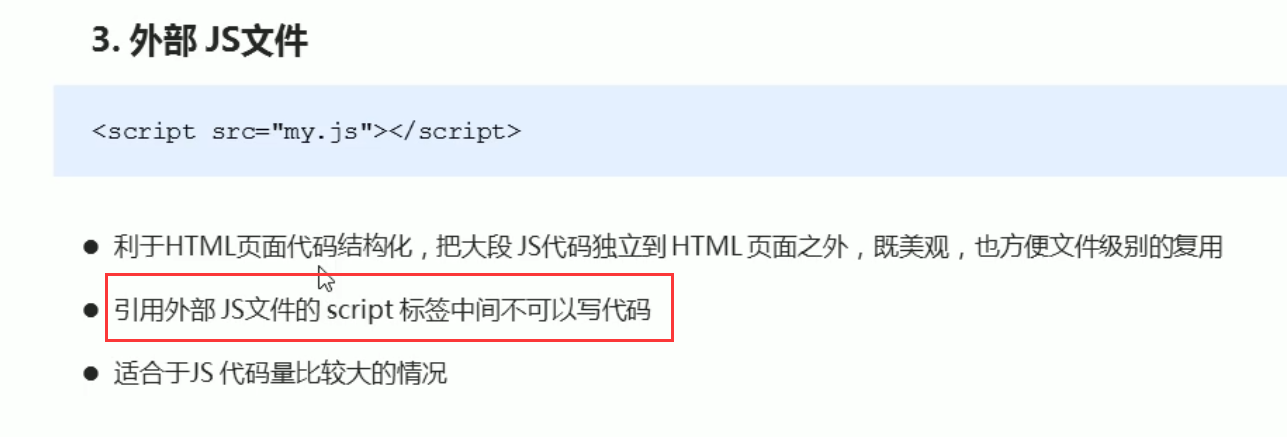 3. 外部 JS文件
<script src="my.js"></script>
● 利于HTML页面代码结构化，把大段 JS代码独立到 HTML 页面之外，既美观，也方便文件级别的复用
● 引用外部 JS文件的 script 标签中间不可以写代码
● 适合于JS 代码量比较大的情况